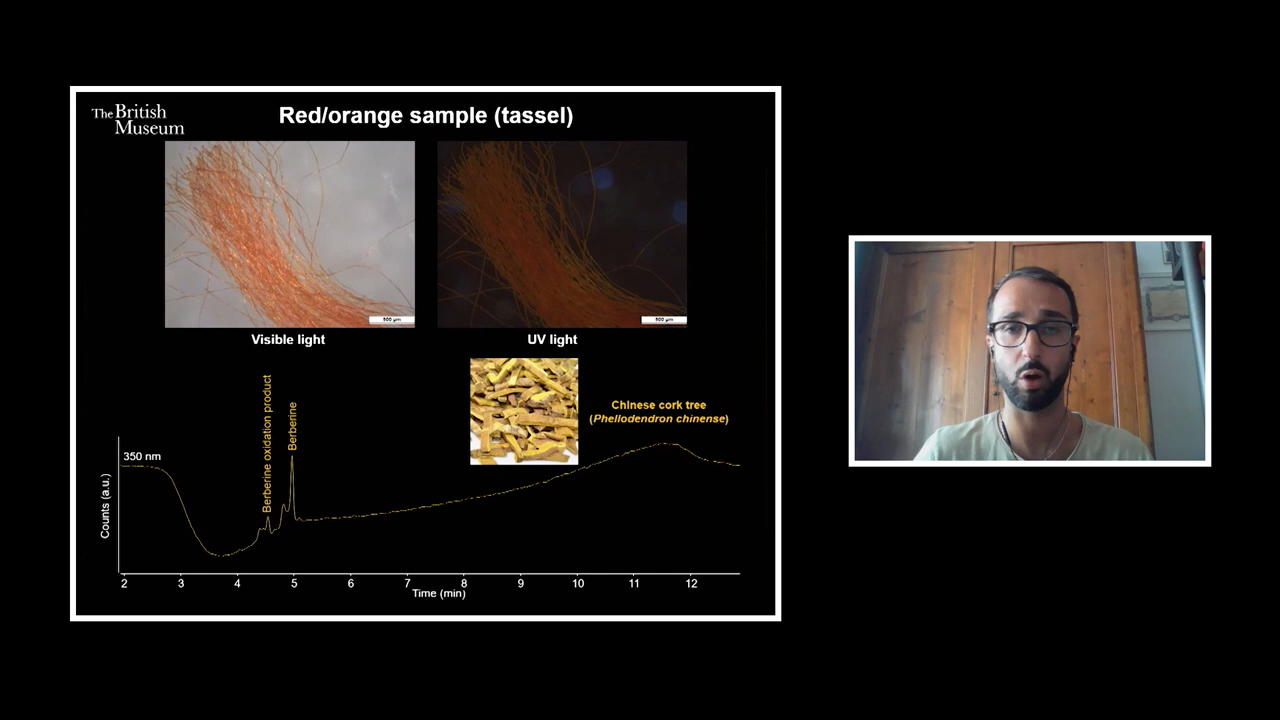 The British
Museum
Red/orange sample (tassel)
500 µm
500 µm
Visible light
UV light
Berberine oxidation product
Berberine
Chinese cork tree
(Phellodendron chinense)
350 nm
Counts (a.u.)
2 3 4 5 6 7 8 9 10 11 12
Time (min)